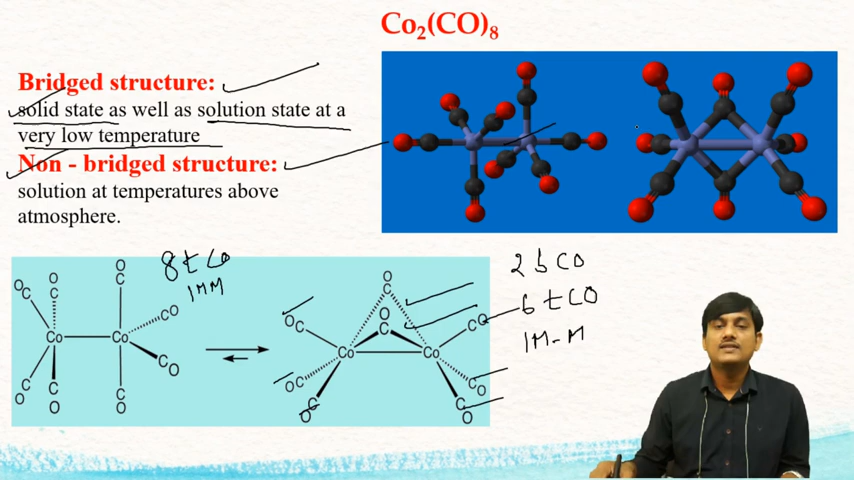 Co₂(CO)₈
Bridged structure:
solid state as well as solution state at a
very low temperature
Non - bridged structure:
solution at temperatures above
atmosphere.
8 t CO
1MM
2 b CO
6 t CO
1M-M
O
C
O
C
OC
CO
Co
Co
OC
CO
C
O
C
O
O
C
O
C
OC
CO
Co
Co
OC
CO
C
O
C
O